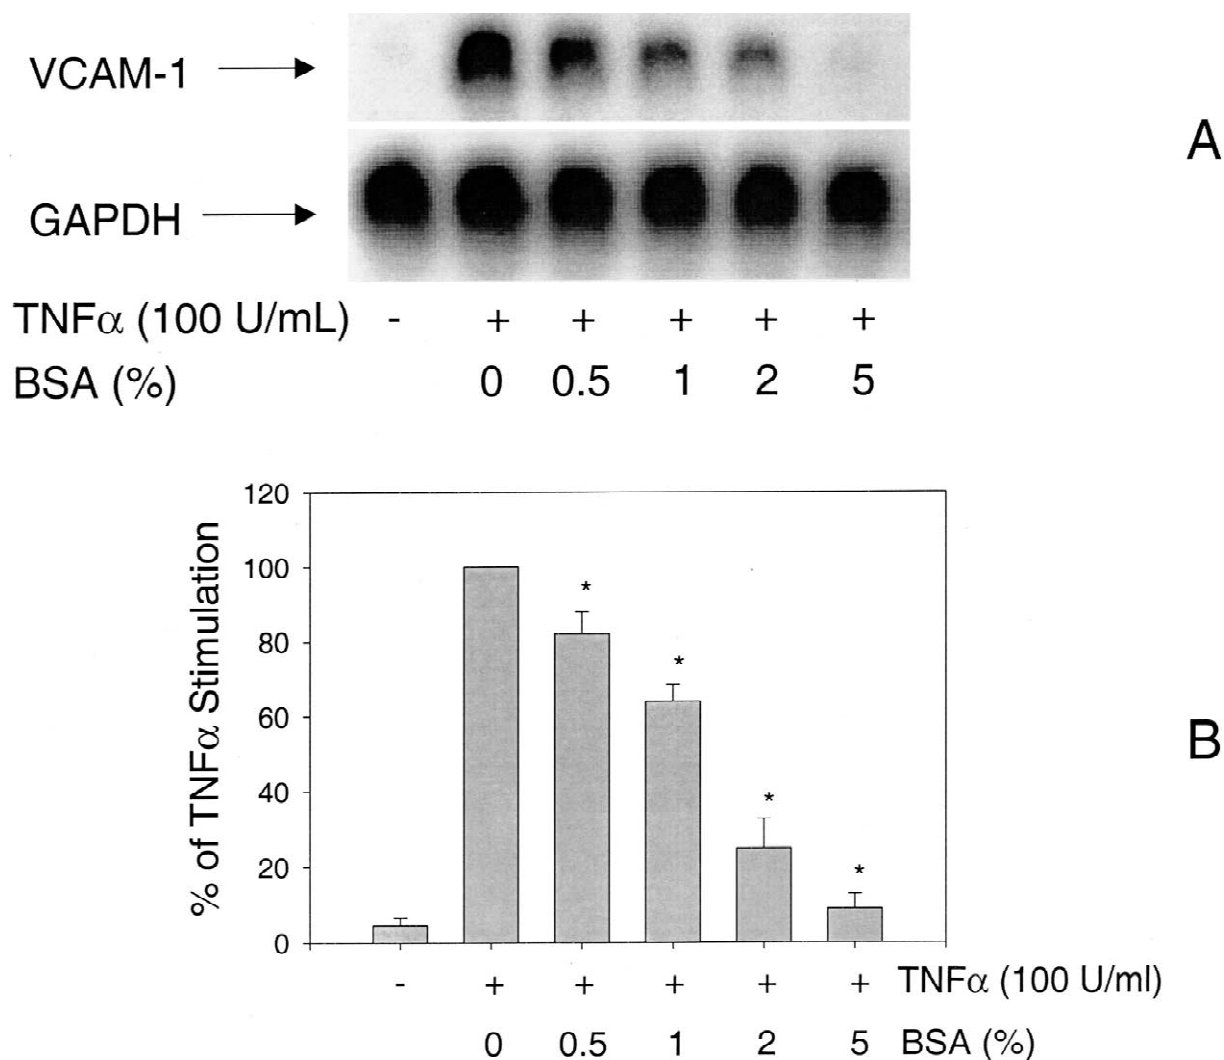 VCAM-1
A
GAPDH
TNFα (100 U/mL) - + + + + +
BSA (%) 0 0.5 1 2 5
120
100
80
60
40
20
0
% of TNFα Stimulation
* * * *
B
- + + + + + TNFα (100 U/ml)
0 0.5 1 2 5 BSA (%)